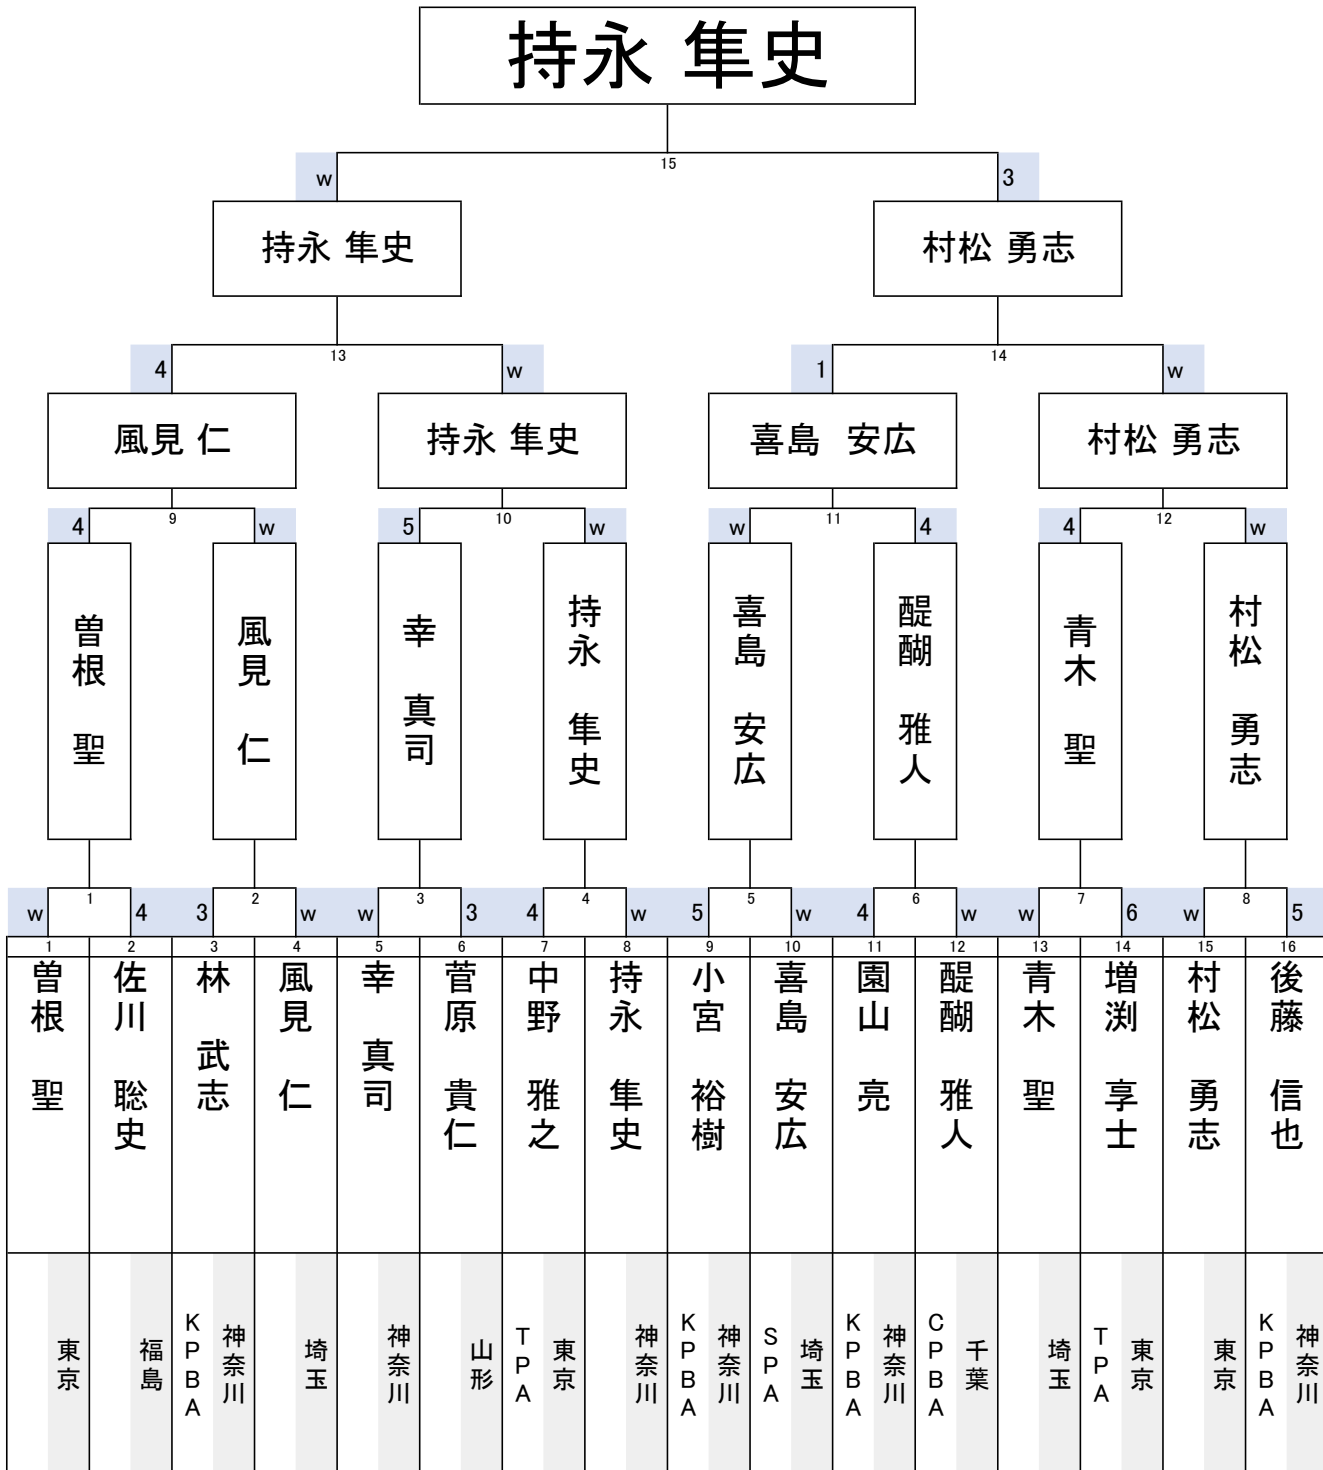 持永 隼史
15
w
3
持永 隼史
村松 勇志
13
14
4
w
1
w
風見 仁
持永 隼史
喜島　安広
村松 勇志
9
10
11
12
4
w
5
w
w
4
4
w
曽根　聖
風見　仁
幸　真司
持永　隼史
喜島　安広
醍醐　雅人
青木　聖
村松　勇志
1
2
3
4
5
6
7
8
w
4
3
w
w
3
4
w
5
w
4
w
w
6
w
5
1
2
3
4
5
6
7
8
9
10
11
12
13
14
15
16
曽根　聖
佐川　聡史
林　武志
風見　仁
幸　真司
菅原　貴仁
中野　雅之
持永　隼史
小宮　裕樹
喜島　安広
園山　亮
醍醐　雅人
青木　聖
増渕　享士
村松　勇志
後藤　信也
東京
福島
KPBA
神奈川
埼玉
神奈川
山形
TPA
東京
神奈川
KPBA
神奈川
SPA
埼玉
KPBA
神奈川
CPBA
千葉
埼玉
TPA
東京
東京
KPBA
神奈川